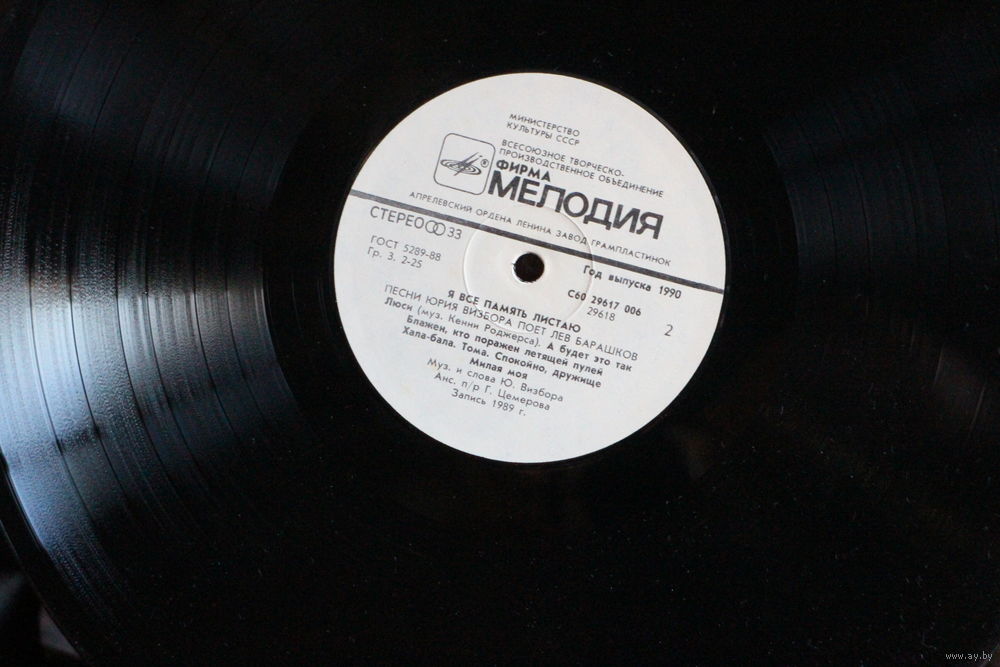 МИНИСТЕРСТВО
КУЛЬТУРЫ СССР
ВСЕСОЮЗНОЕ ТВОРЧЕСКО-
ПРОИЗВОДСТВЕННОЕ ОБЪЕДИНЕНИЕ
®
ФИРМА
МЕЛОДИЯ
АПРЕЛЕВСКИЙ ОРДЕНА ЛЕНИНА ЗАВОД ГРАМПЛАСТИНОК
СТЕРЕО 33
ГОСТ 5289-88
Гр. 3. 2-25
Год выпуска 1990
С60 29617 006
29618
2
Я ВСЕ ПАМЯТЬ ЛИСТАЮ
ПЕСНИ ЮРИЯ ВИЗБОРА ПОЕТ ЛЕВ БАРАШКОВ
Люси (муз. Кенни Роджерса). А будет это так
Блажен, кто поражен летящей пулей
Хала-бала. Тома. Спокойно, дружище
Милая моя
Муз. и слова Ю. Визбора
Анс. п/р Г. Цемерова
Запись 1989 г.
www.ay.by